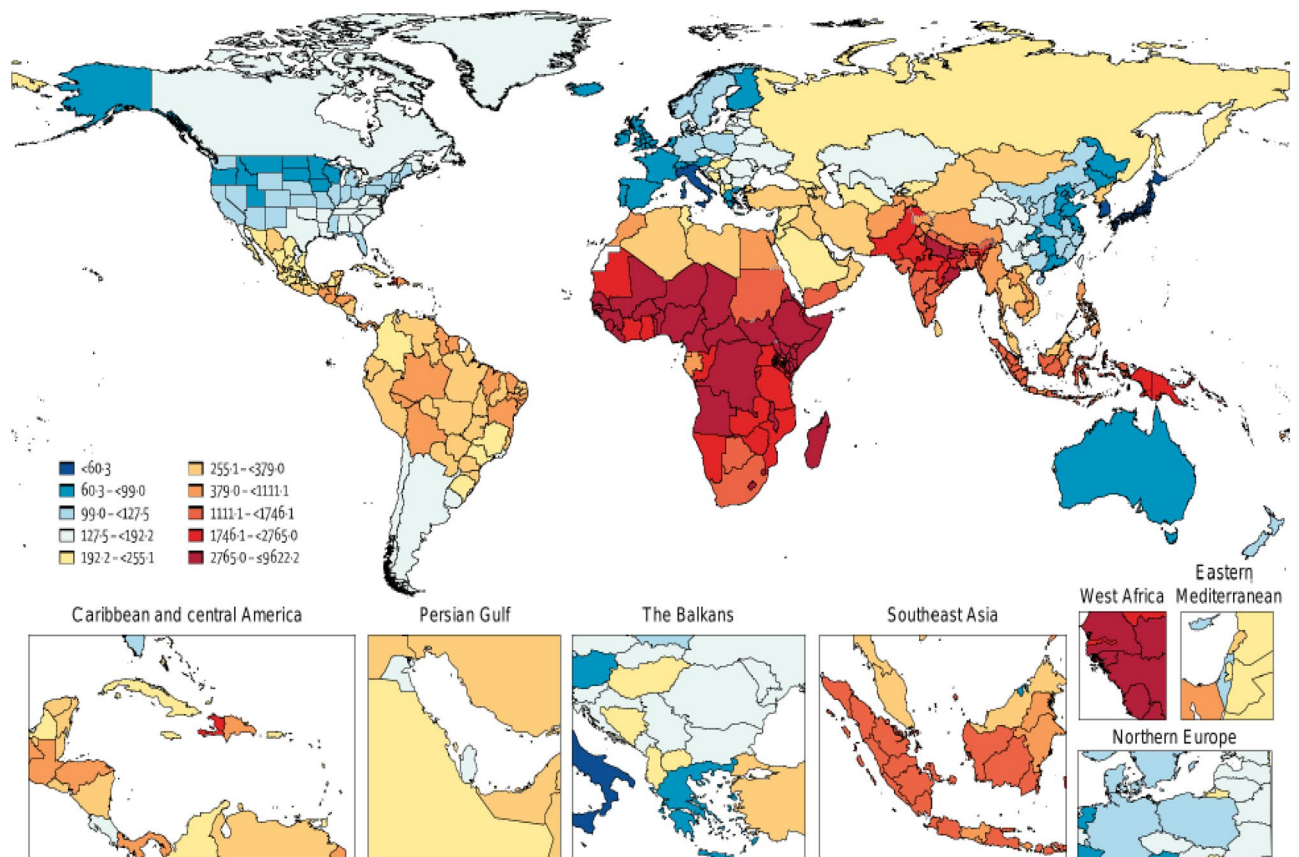 <60·3
60·3–<99·0
99·0–<127·5
127·5–<192·2
192·2–<255·1
255·1–<379·0
379·0–<1111·1
1111·1–<1746·1
1746·1–<2765·0
2765·0–≤9622·2
Caribbean and central America
Persian Gulf
The Balkans
Southeast Asia
West Africa
Eastern
Mediterranean
Northern Europe